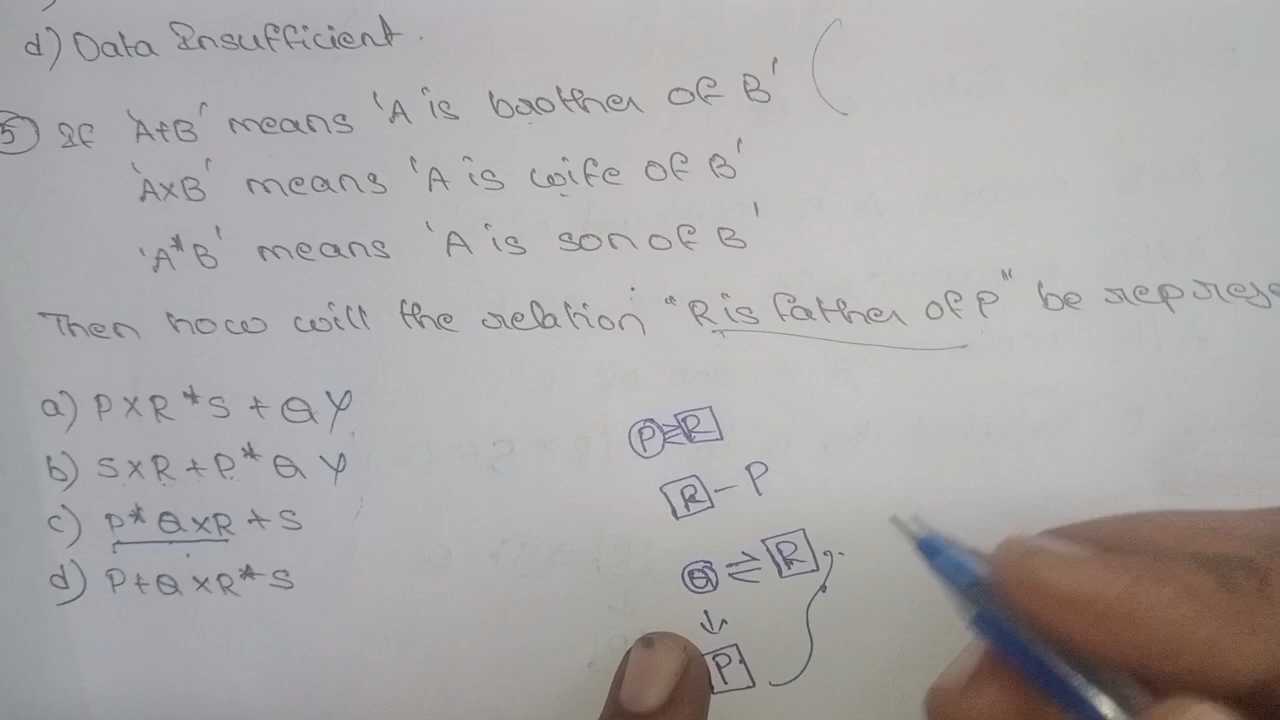 d) Data Insufficient.
5) If 'A+B' means 'A is brother of B'
'A×B' means 'A is wife of B'
'A*B' means 'A is son of B'
Then how will the relation "R is father of P" be
a) P×R*S+Q
b) S×R+P*Q
c) P*Q×R+S
d) P+Q×R*S
P R
R - P
Q ⇌ R
↓
P